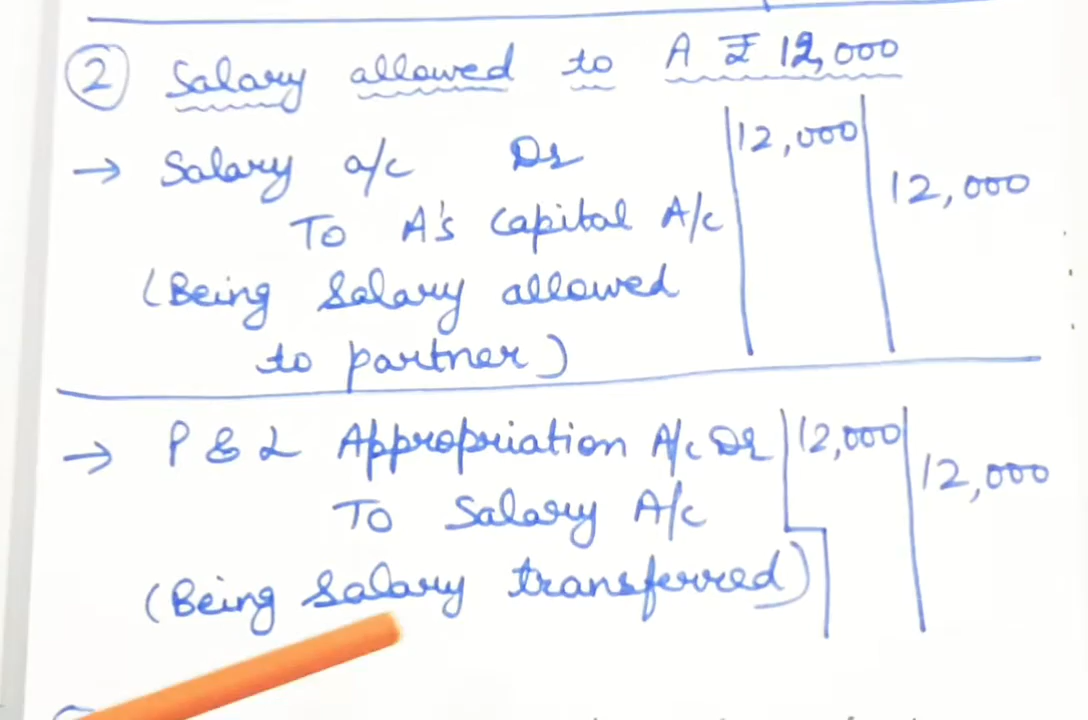 ② Salary allowed to A ₹ 12,000
→ Salary a/c Dr 12,000
To A's Capital A/c 12,000
(Being Salary allowed
to partner)
→ P & L Appropriation A/c Dr 12,000
To Salary A/c 12,000
(Being Salary transferred)